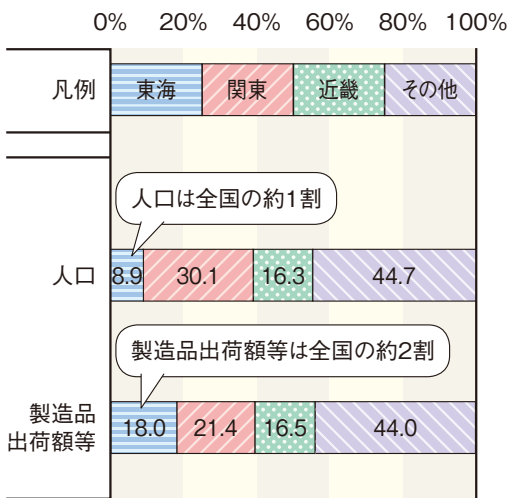 0% 20% 40% 60% 80% 100%
凡例 東海 関東 近畿 その他
人口は全国の約1割
人口 8.9 30.1 16.3 44.7
製造品出荷額等は全国の約2割
製造品
出荷額等 18.0 21.4 16.5 44.0